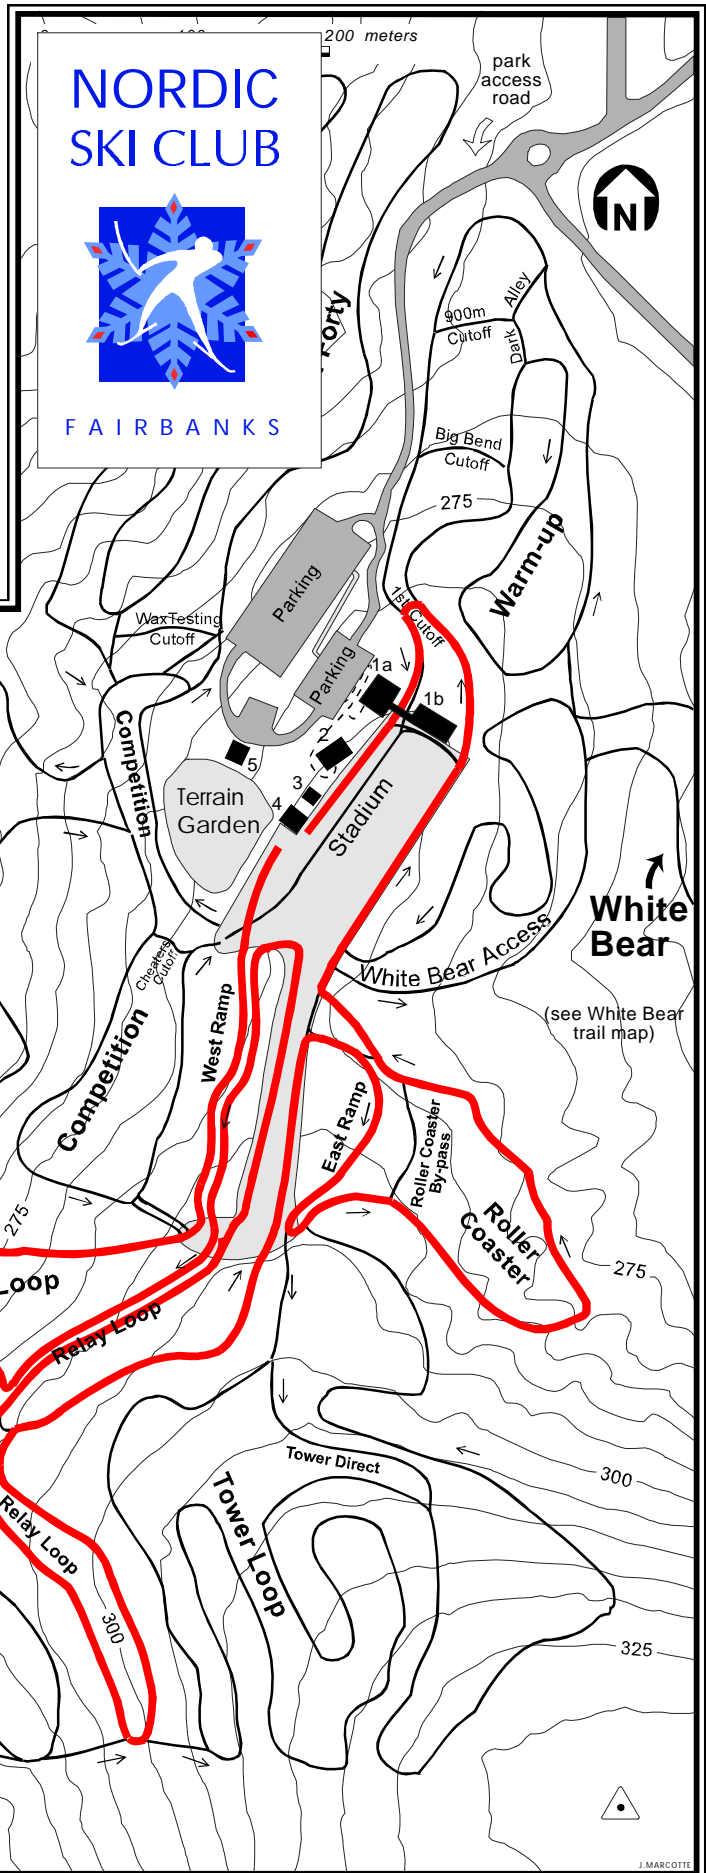 200 meters
NORDIC
SKI CLUB
FAIRBANKS
park
access
road
N
Forty
Alley
Dark
900m
Cutoff
Big Bend
Cutoff
275
Warm-up
Parking
Parking
1st Cutoff
Wax Testing
Cutoff
1a
1b
2
3
4
5
Competition
Terrain
Garden
Stadium
White
Bear
White Bear Access
(see White Bear
trail map)
Cheaters
Cutoff
West Ramp
Competition
East Ramp
Roller Coaster
By-pass
Roller
Coaster
275
275
Loop
Relay Loop
Tower Direct
300
Tower Loop
Relay Loop
300
325
J.MARCOTTE